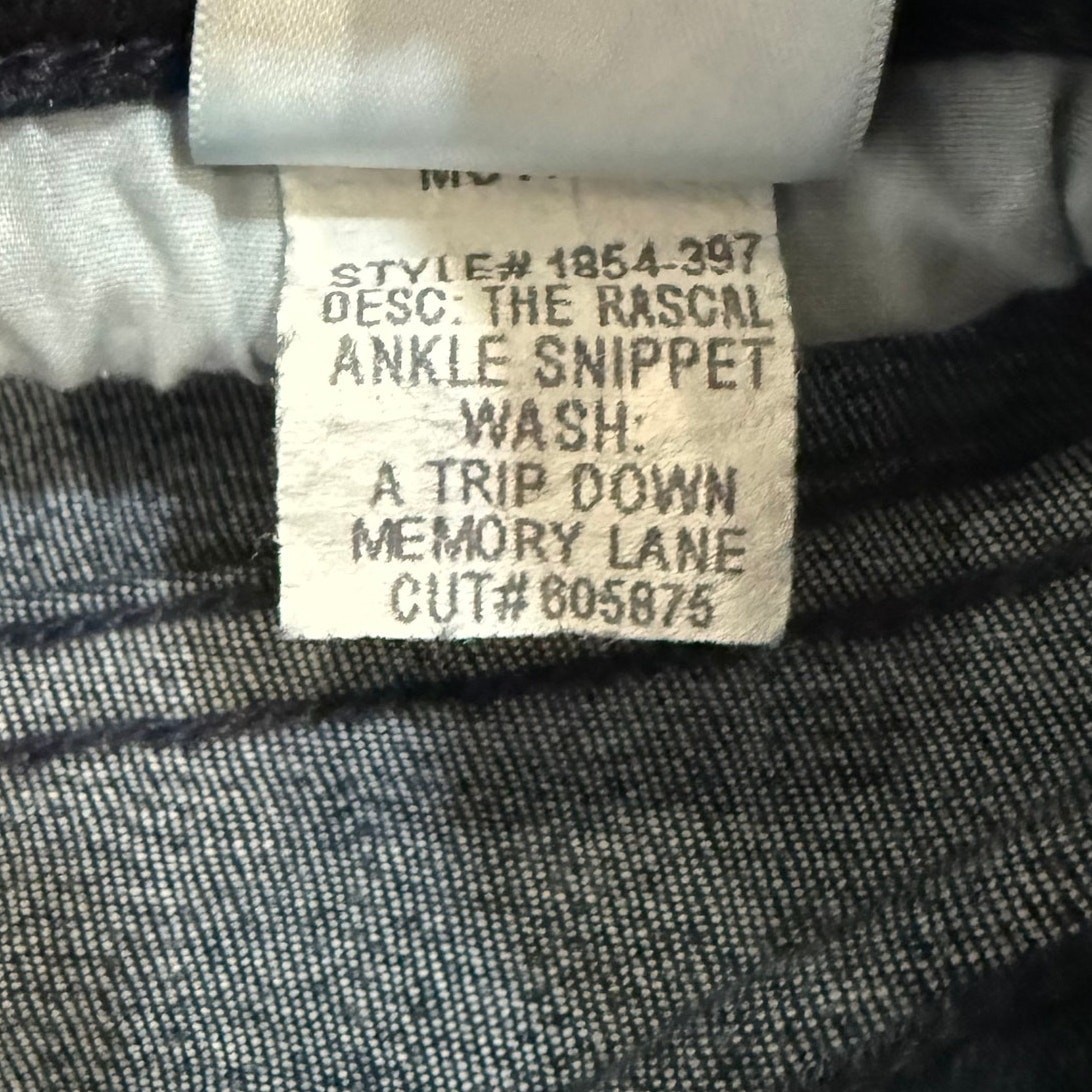 STYLE# 1854-397
DESC: THE RASCAL
ANKLE SNIPPET
WASH:
A TRIP DOWN
MEMORY LANE
CUT# 605875